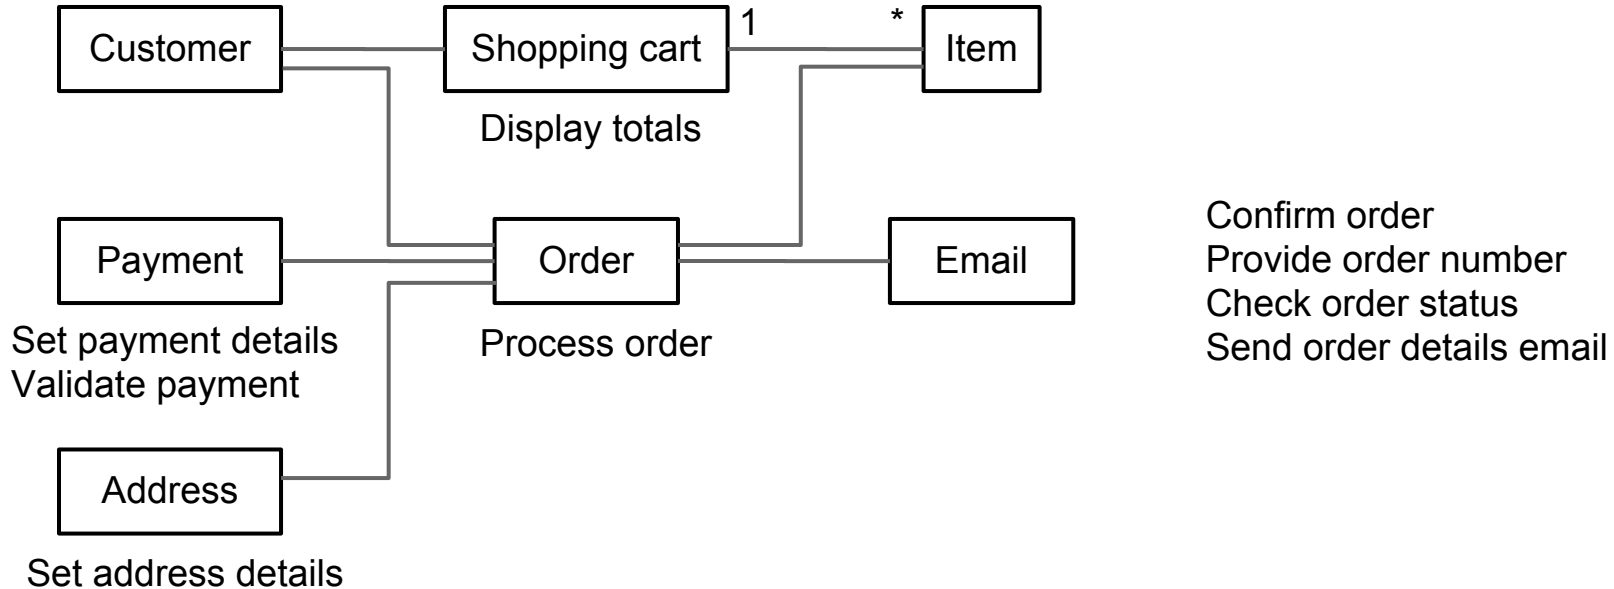 Customer
Shopping cart
1
*
Item
Display totals
Payment
Order
Email
Set payment details
Validate payment
Process order
Address
Set address details
Confirm order
Provide order number
Check order status
Send order details email